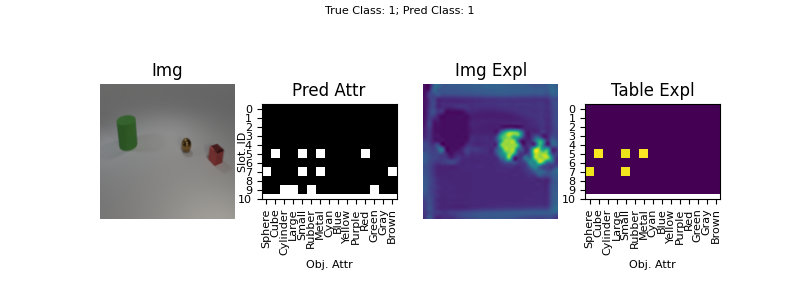 True Class: 1; Pred Class: 1
Img
Pred Attr
Img Expl
Table Expl
Slot. ID
0
1
2
3
4
5
6
7
8
9
10
Sphere
Cube
Cylinder
Large
Small
Rubber
Metal
Cyan
Blue
Yellow
Purple
Red
Green
Gray
Brown
Obj. Attr
0
1
2
3
4
5
6
7
8
9
10
Sphere
Cube
Cylinder
Large
Small
Rubber
Metal
Cyan
Blue
Yellow
Purple
Red
Green
Gray
Brown
Obj. Attr